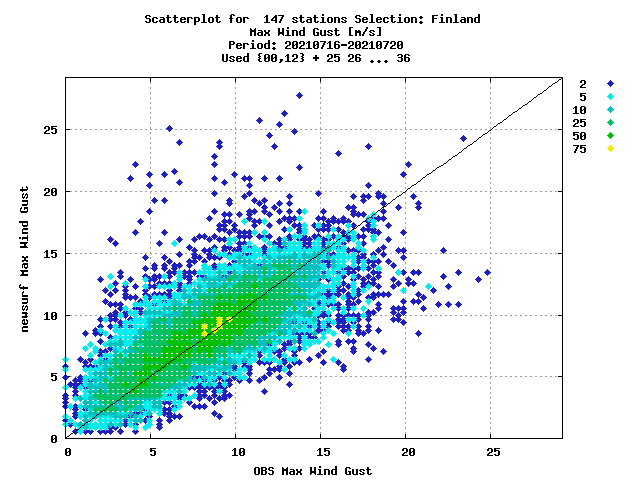 Scatterplot for  147 stations Selection: Finland
Max Wind Gust [m/s]
Period: 20210716-20210720
Used {00,12} + 25 26 ... 36
2
5
10
25
50
75
newsurf Max Wind Gust
25
20
15
10
5
0
0 5 10 15 20 25
OBS Max Wind Gust